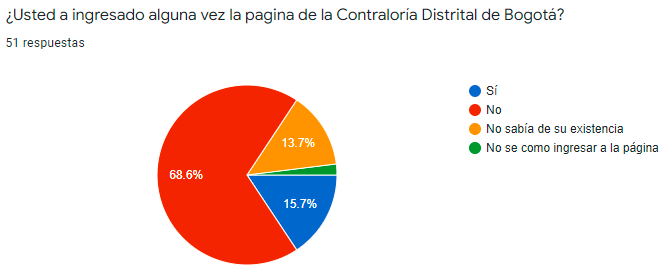 ¿Usted a ingresado alguna vez la pagina de la Contraloría Distrital de Bogotá?
51 respuestas
Sí
No
No sabía de su existencia
No se como ingresar a la página
13.7%
68.6%
15.7%